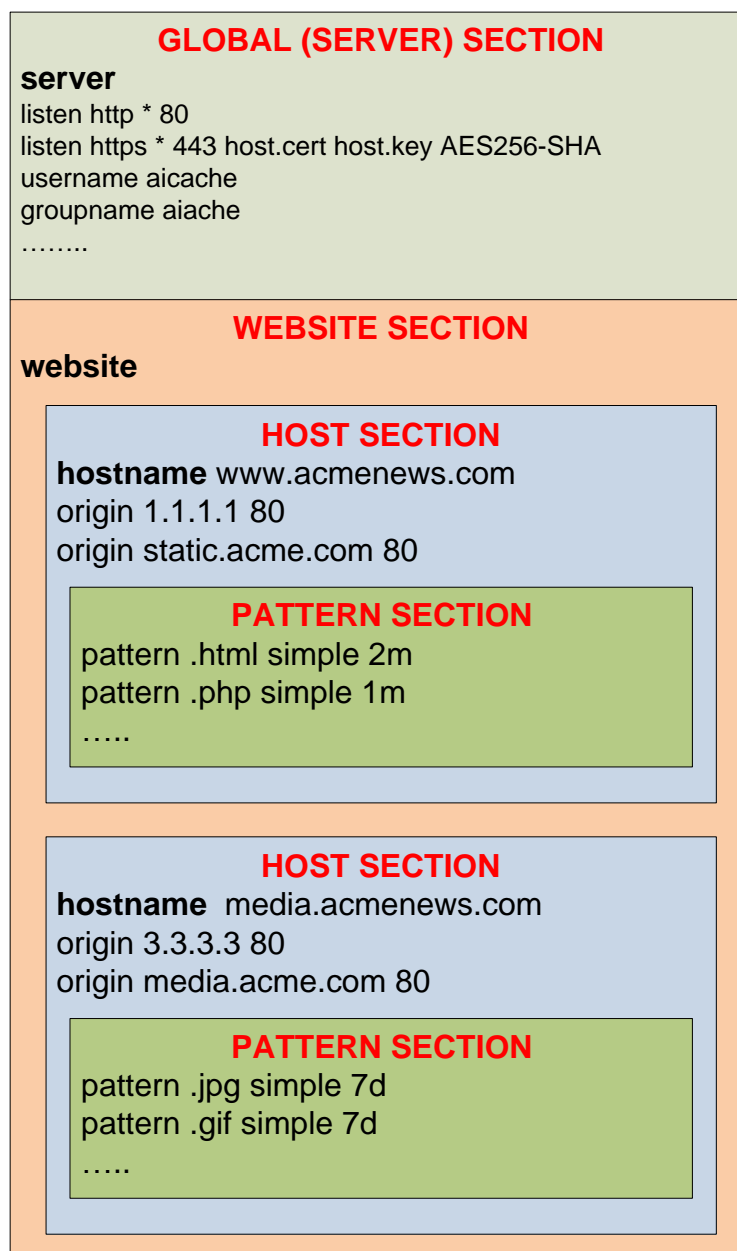 GLOBAL (SERVER) SECTION
server
listen http * 80
listen https * 443 host.cert host.key AES256-SHA
username aicache
groupname aiache
……..
WEBSITE SECTION
website
HOST SECTION
hostname www.acmenews.com
origin 1.1.1.1 80
origin static.acme.com 80
PATTERN SECTION
pattern .html simple 2m
pattern .php simple 1m
…..
HOST SECTION
hostname media.acmenews.com
origin 3.3.3.3 80
origin media.acme.com 80
PATTERN SECTION
pattern .jpg simple 7d
pattern .gif simple 7d
…..